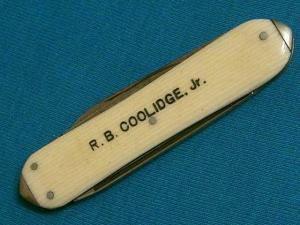 R. B. COOLIDGE, Jr.